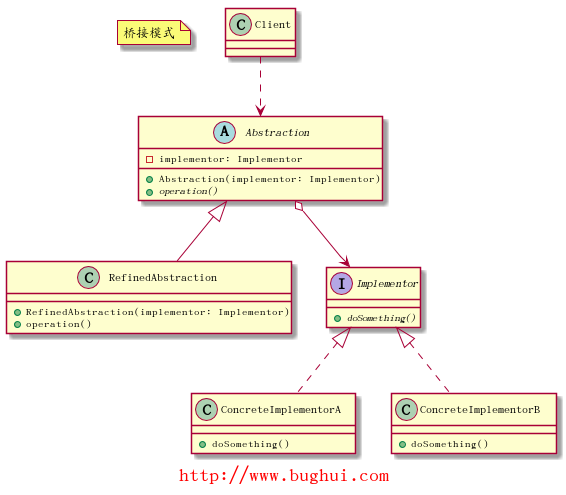 桥接模式
C Client
A Abstraction
implementor: Implementor
Abstraction(implementor: Implementor)
operation()
C RefinedAbstraction
RefinedAbstraction(implementor: Implementor)
operation()
I Implementor
doSomething()
C ConcreteImplementorA
doSomething()
C ConcreteImplementorB
doSomething()
http://www.bughui.com